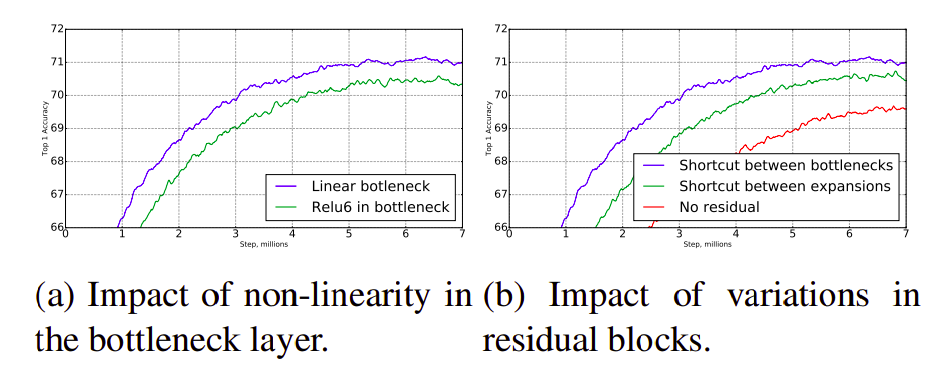 72
71
70
69
68
67
66
Top 1 Accuracy
0 1 2 3 4 5 6 7
Step, millions
Linear botleneck
Relu6 in bottleneck
72
71
70
69
68
67
66
Top 1 Accuracy
0 1 2 3 4 5 6 7
Step, millions
Shortcut between bottlenecks
Shortcut between expansions
No residual
(a) Impact of non-linearity in
the bottleneck layer.
(b) Impact of variations in
residual blocks.